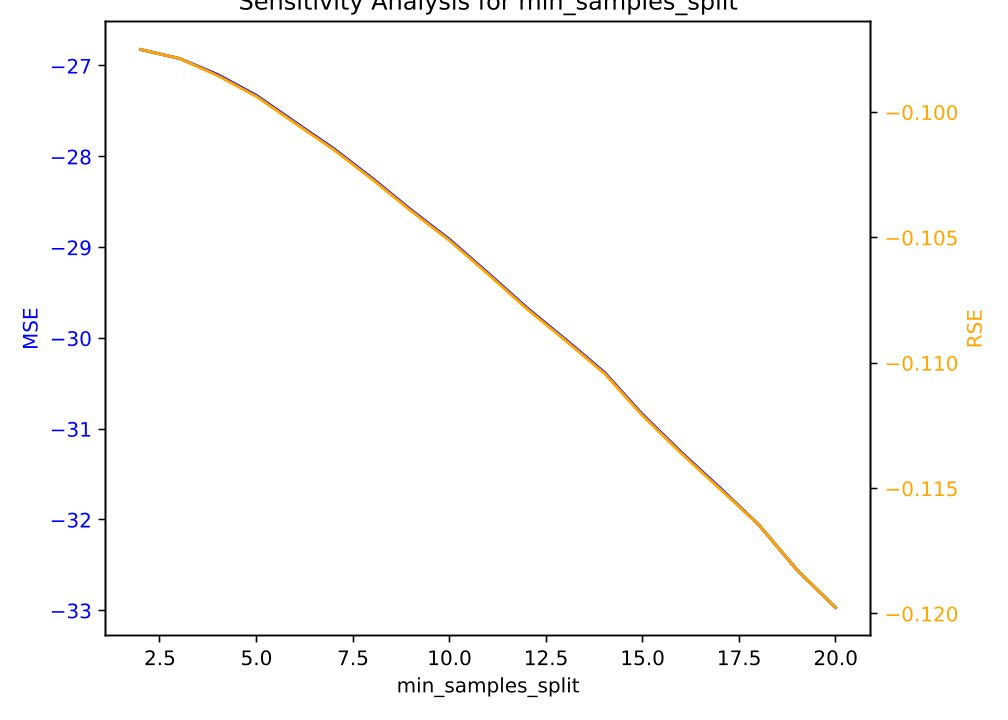 Sensitivity Analysis for min_samples_split
−27
−28
−29
−30
−31
−32
−33
MSE
−0.100
−0.105
−0.110
−0.115
−0.120
RSE
2.5 5.0 7.5 10.0 12.5 15.0 17.5 20.0
min_samples_split